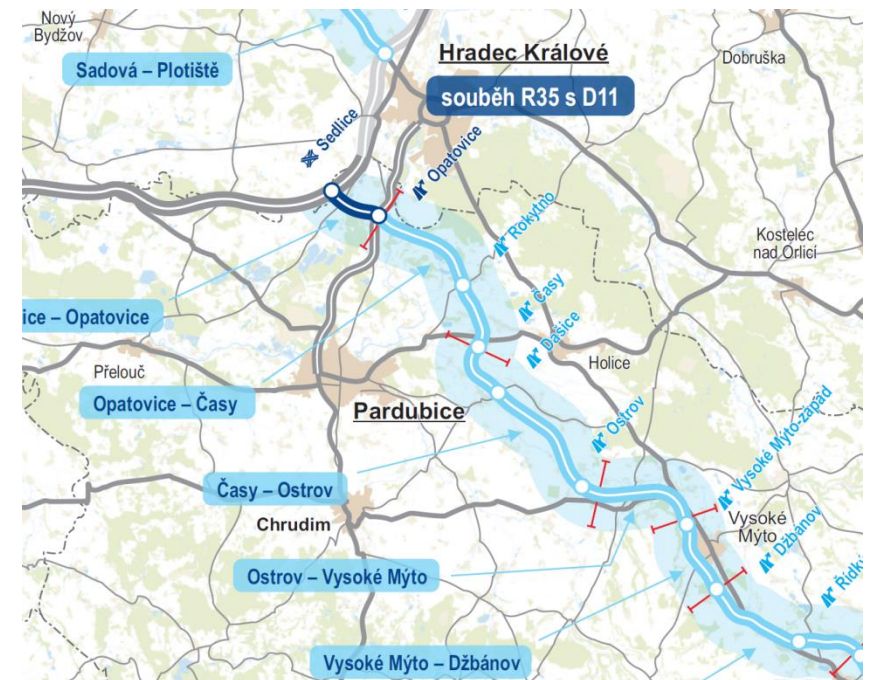 Nový
Bydžov
Sadová – Plotiště
Hradec Králové
souběh R35 s D11
Dobruška
Sedlice
Opatovice
Rokytno
Kostelec
nad Orlicí
ice – Opatovice
Časy
Dašice
Holice
Přelouč
Opatovice – Časy
Pardubice
Ostrov
Vysoké Mýto-západ
Časy – Ostrov
Chrudim
Vysoké
Mýto
Džbánov
Ostrov – Vysoké Mýto
Řídk
Vysoké Mýto – Džbánov